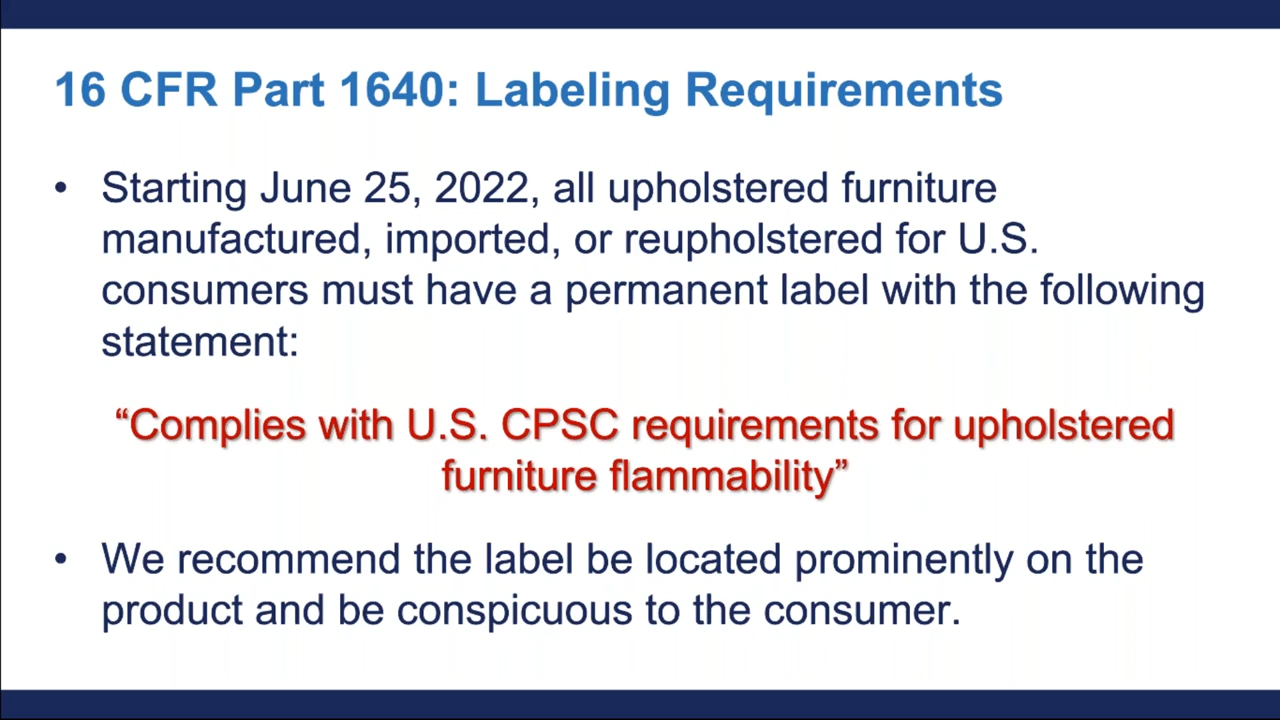 16 CFR Part 1640: Labeling Requirements
• Starting June 25, 2022, all upholstered furniture
manufactured, imported, or reupholstered for U.S.
consumers must have a permanent label with the following
statement:
“Complies with U.S. CPSC requirements for upholstered
furniture flammability”
• We recommend the label be located prominently on the
product and be conspicuous to the consumer.